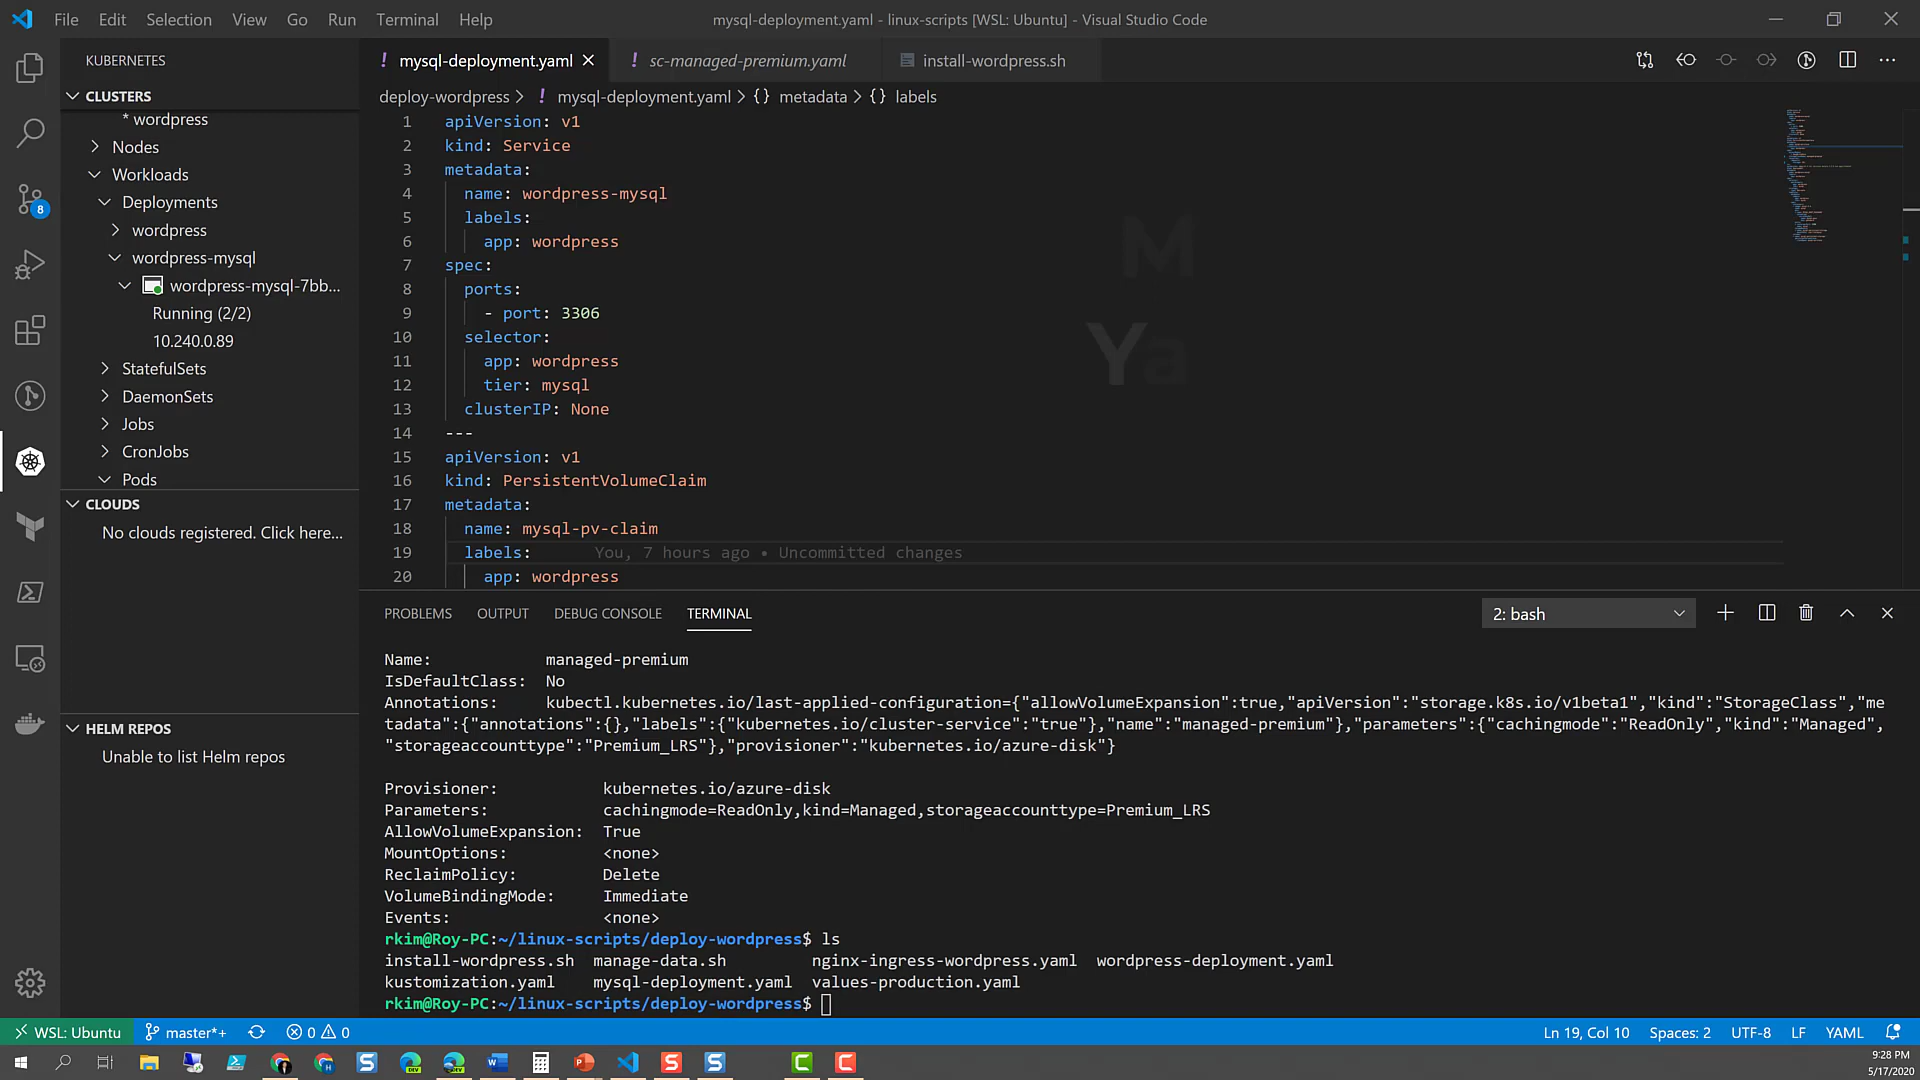 File Edit Selection View Go Run Terminal Help
mysql-deployment.yaml - linux-scripts [WSL: Ubuntu] - Visual Studio Code
KUBERNETES
CLUSTERS
* wordpress
Nodes
Workloads
Deployments
wordpress
wordpress-mysql
wordpress-mysql-7bb...
Running (2/2)
10.240.0.89
StatefulSets
DaemonSets
Jobs
CronJobs
Pods
CLOUDS
No clouds registered. Click here...
HELM REPOS
Unable to list Helm repos
8
! mysql-deployment.yaml
! sc-managed-premium.yaml
install-wordpress.sh
deploy-wordpress > ! mysql-deployment.yaml > {} metadata > {} labels
1 apiVersion: v1
2 kind: Service
3 metadata:
4 name: wordpress-mysql
5 labels:
6 app: wordpress
7 spec:
8 ports:
9 - port: 3306
10 selector:
11 app: wordpress
12 tier: mysql
13 clusterIP: None
14 ---
15 apiVersion: v1
16 kind: PersistentVolumeClaim
17 metadata:
18 name: mysql-pv-claim
19 labels: You, 7 hours ago • Uncommitted changes
20 app: wordpress
M
Ya
PROBLEMS OUTPUT DEBUG CONSOLE TERMINAL
2: bash
Name: managed-premium
IsDefaultClass: No
Annotations: kubectl.kubernetes.io/last-applied-configuration={"allowVolumeExpansion":true,"apiVersion":"storage.k8s.io/v1beta1","kind":"StorageClass","me
tadata":{"annotations":{},"labels":{"kubernetes.io/cluster-service":"true"},"name":"managed-premium"},"parameters":{"cachingmode":"ReadOnly","kind":"Managed",
"storageaccounttype":"Premium_LRS"},"provisioner":"kubernetes.io/azure-disk"}
Provisioner: kubernetes.io/azure-disk
Parameters: cachingmode=ReadOnly,kind=Managed,storageaccounttype=Premium_LRS
AllowVolumeExpansion: True
MountOptions: <none>
ReclaimPolicy: Delete
VolumeBindingMode: Immediate
Events: <none>
rkim@Roy-PC:~/linux-scripts/deploy-wordpress$ ls
install-wordpress.sh manage-data.sh nginx-ingress-wordpress.yaml wordpress-deployment.yaml
kustomization.yaml mysql-deployment.yaml values-production.yaml
rkim@Roy-PC:~/linux-scripts/deploy-wordpress$
WSL: Ubuntu master*+ 0 0 Ln 19, Col 10 Spaces: 2 UTF-8 LF YAML
9:28 PM
5/17/2020